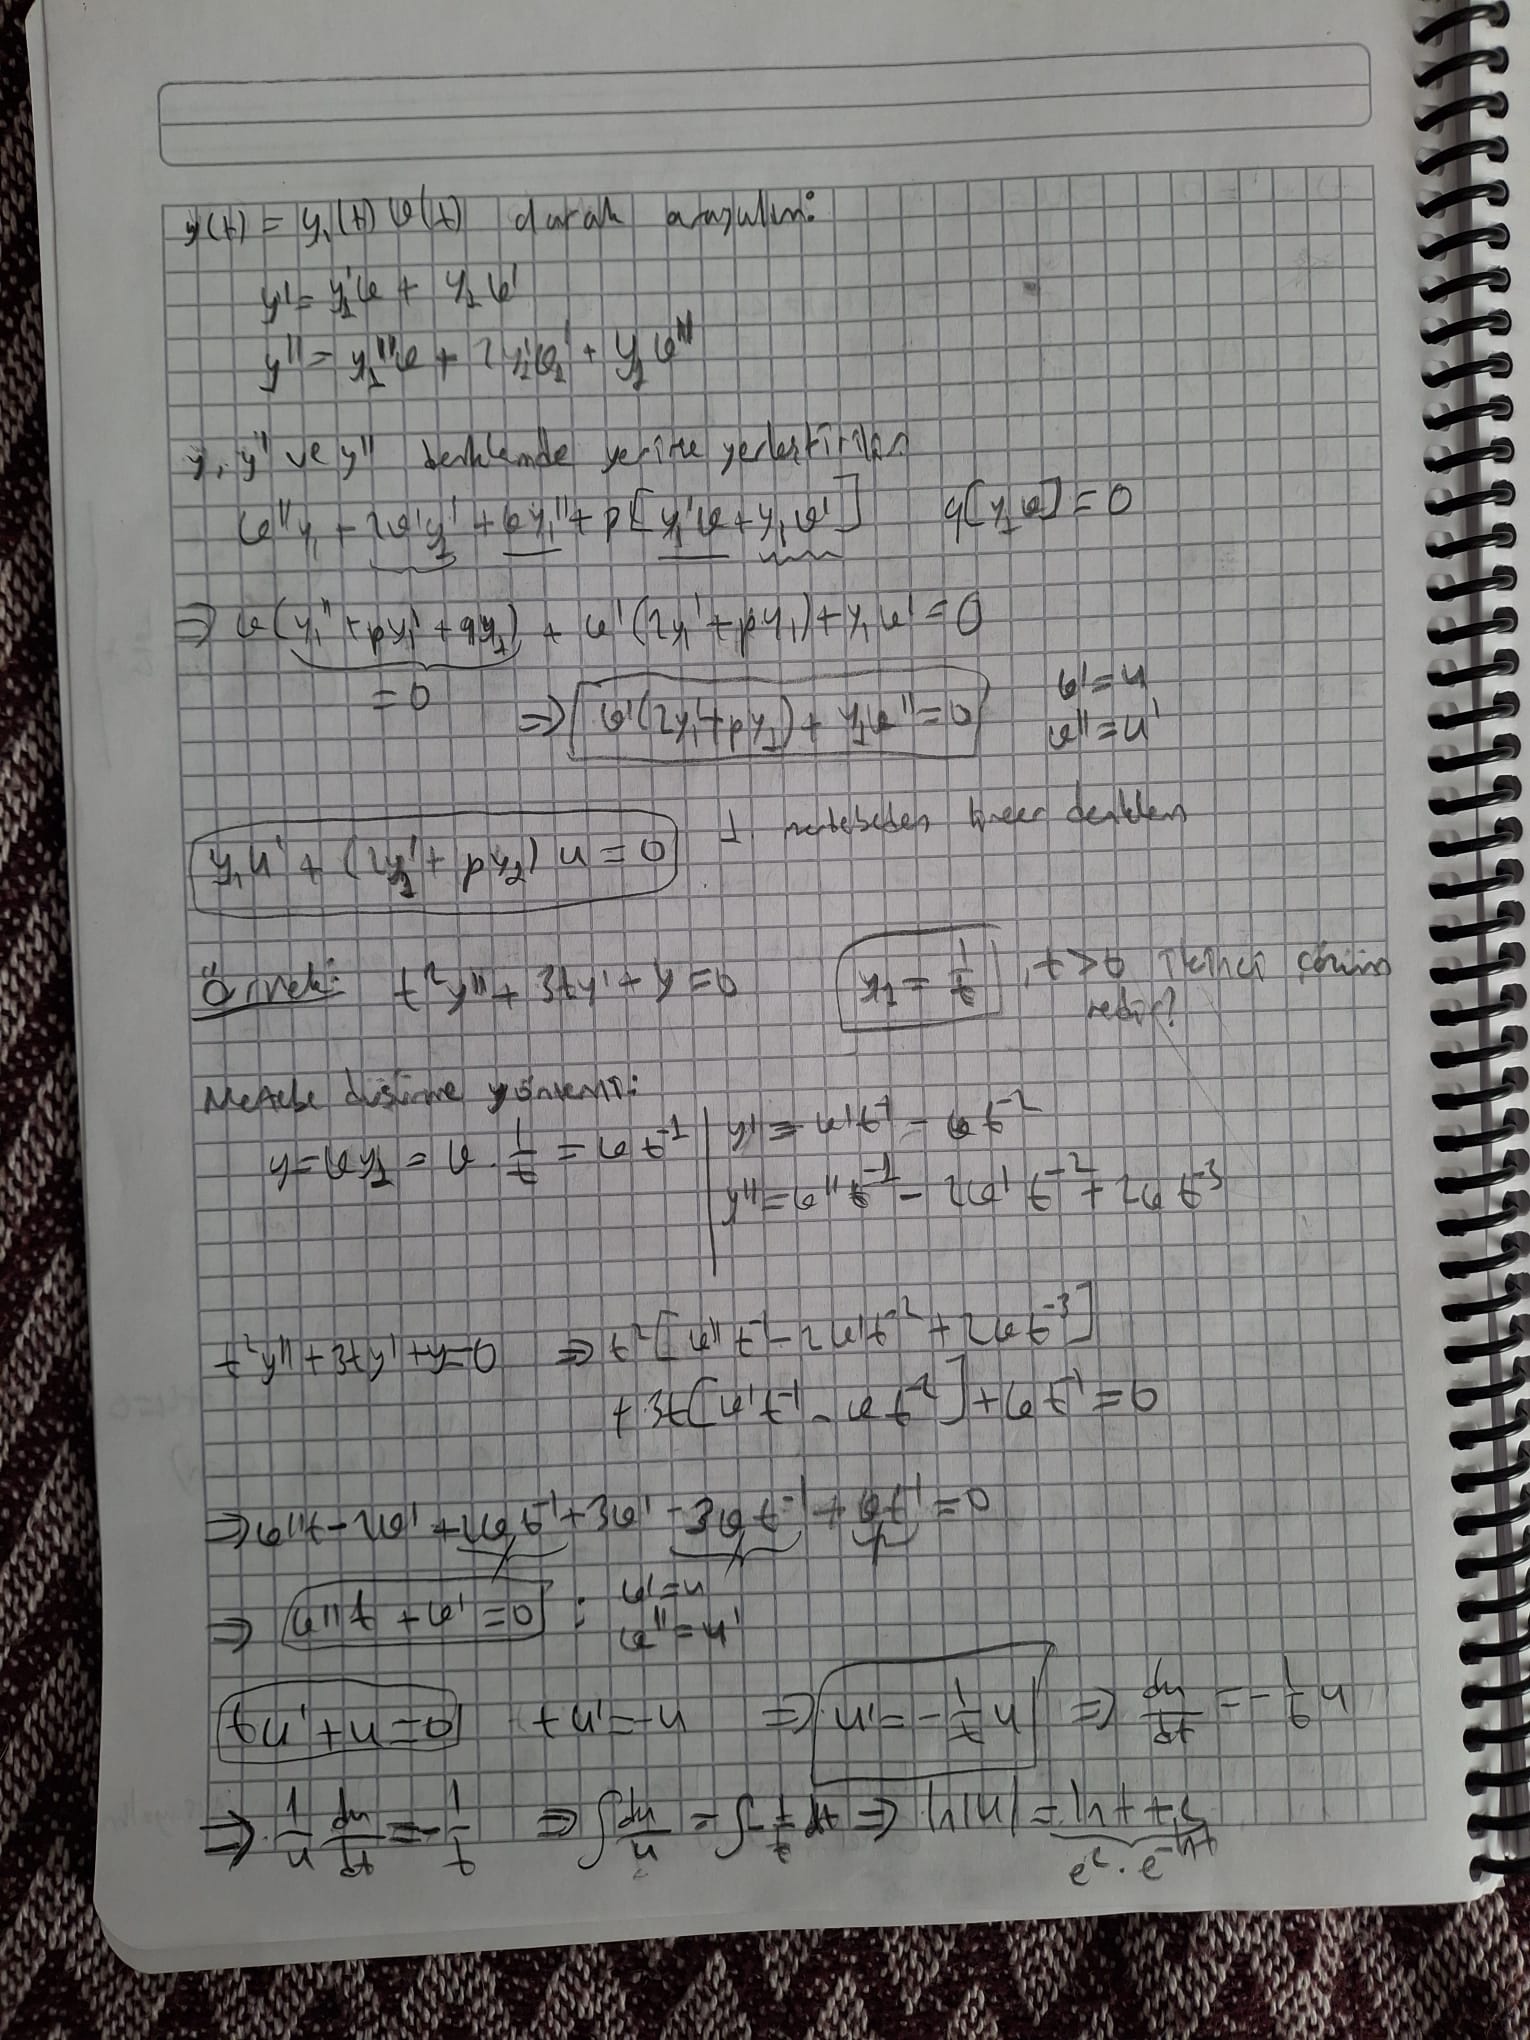 y(t) = y₁(t) v(t) olarak arayalım:
y' = y₁'v + y₁v'
y'' = y₁''v + 2y₁'v₁' + y₁v''
y, y'' ve y'' denklemde yerine yerleştirilir
v''y₁ + 2v'y₁' + vy₁'' + p[y₁'v + y₁v'] q[y₁v] = 0
⇒ v(y₁'' + py₁' + qy₁) + v'(2y₁' + py₁) + y₁v' = 0
= 0 ⇒ v'(2y₁' + py₁) + y₁v'' = 0
v' = u
v'' = u'
y₁u' + (2y₁' + py₁)u = 0 1. mertebeden lineer denklem
Örnek: t²y'' + 3ty' + y = 0 y₁ = 1/t, t > 0 ikinci çözüm
nedir?
Mertebe düşürme yöntemi:
y = vy₁ = v · 1/t = v t⁻¹
y' = v't⁻¹ - v t⁻²
y'' = v'' t⁻¹ - 2v' t⁻² + 2v t⁻³
t²y'' + 3ty' + y = 0 ⇒ t²[v''t⁻¹ - 2v't⁻² + 2vt⁻³]
+ 3t[v't⁻¹ - vt⁻²] + vt⁻¹ = 0
⇒ v''t - 2v' + 2vt⁻¹ + 3v' - 3vt⁻¹ + vt⁻¹ = 0
⇒ v''t + v' = 0 : v' = u
v'' = u'
tu' + u = 0 tu' = -u ⇒ u' = -1/t u ⇒ du/dt = -1/t u
⇒ 1/u du/dt = -1/t ⇒ ∫du/u = ∫-1/t dt ⇒ ln|u| = ln t + c
eᶜ · e⁻ˡⁿᵗ